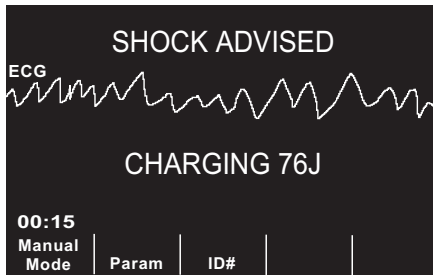 SHOCK ADVISED
ECG
CHARGING 76J
00:15
Manual
Mode Param ID#